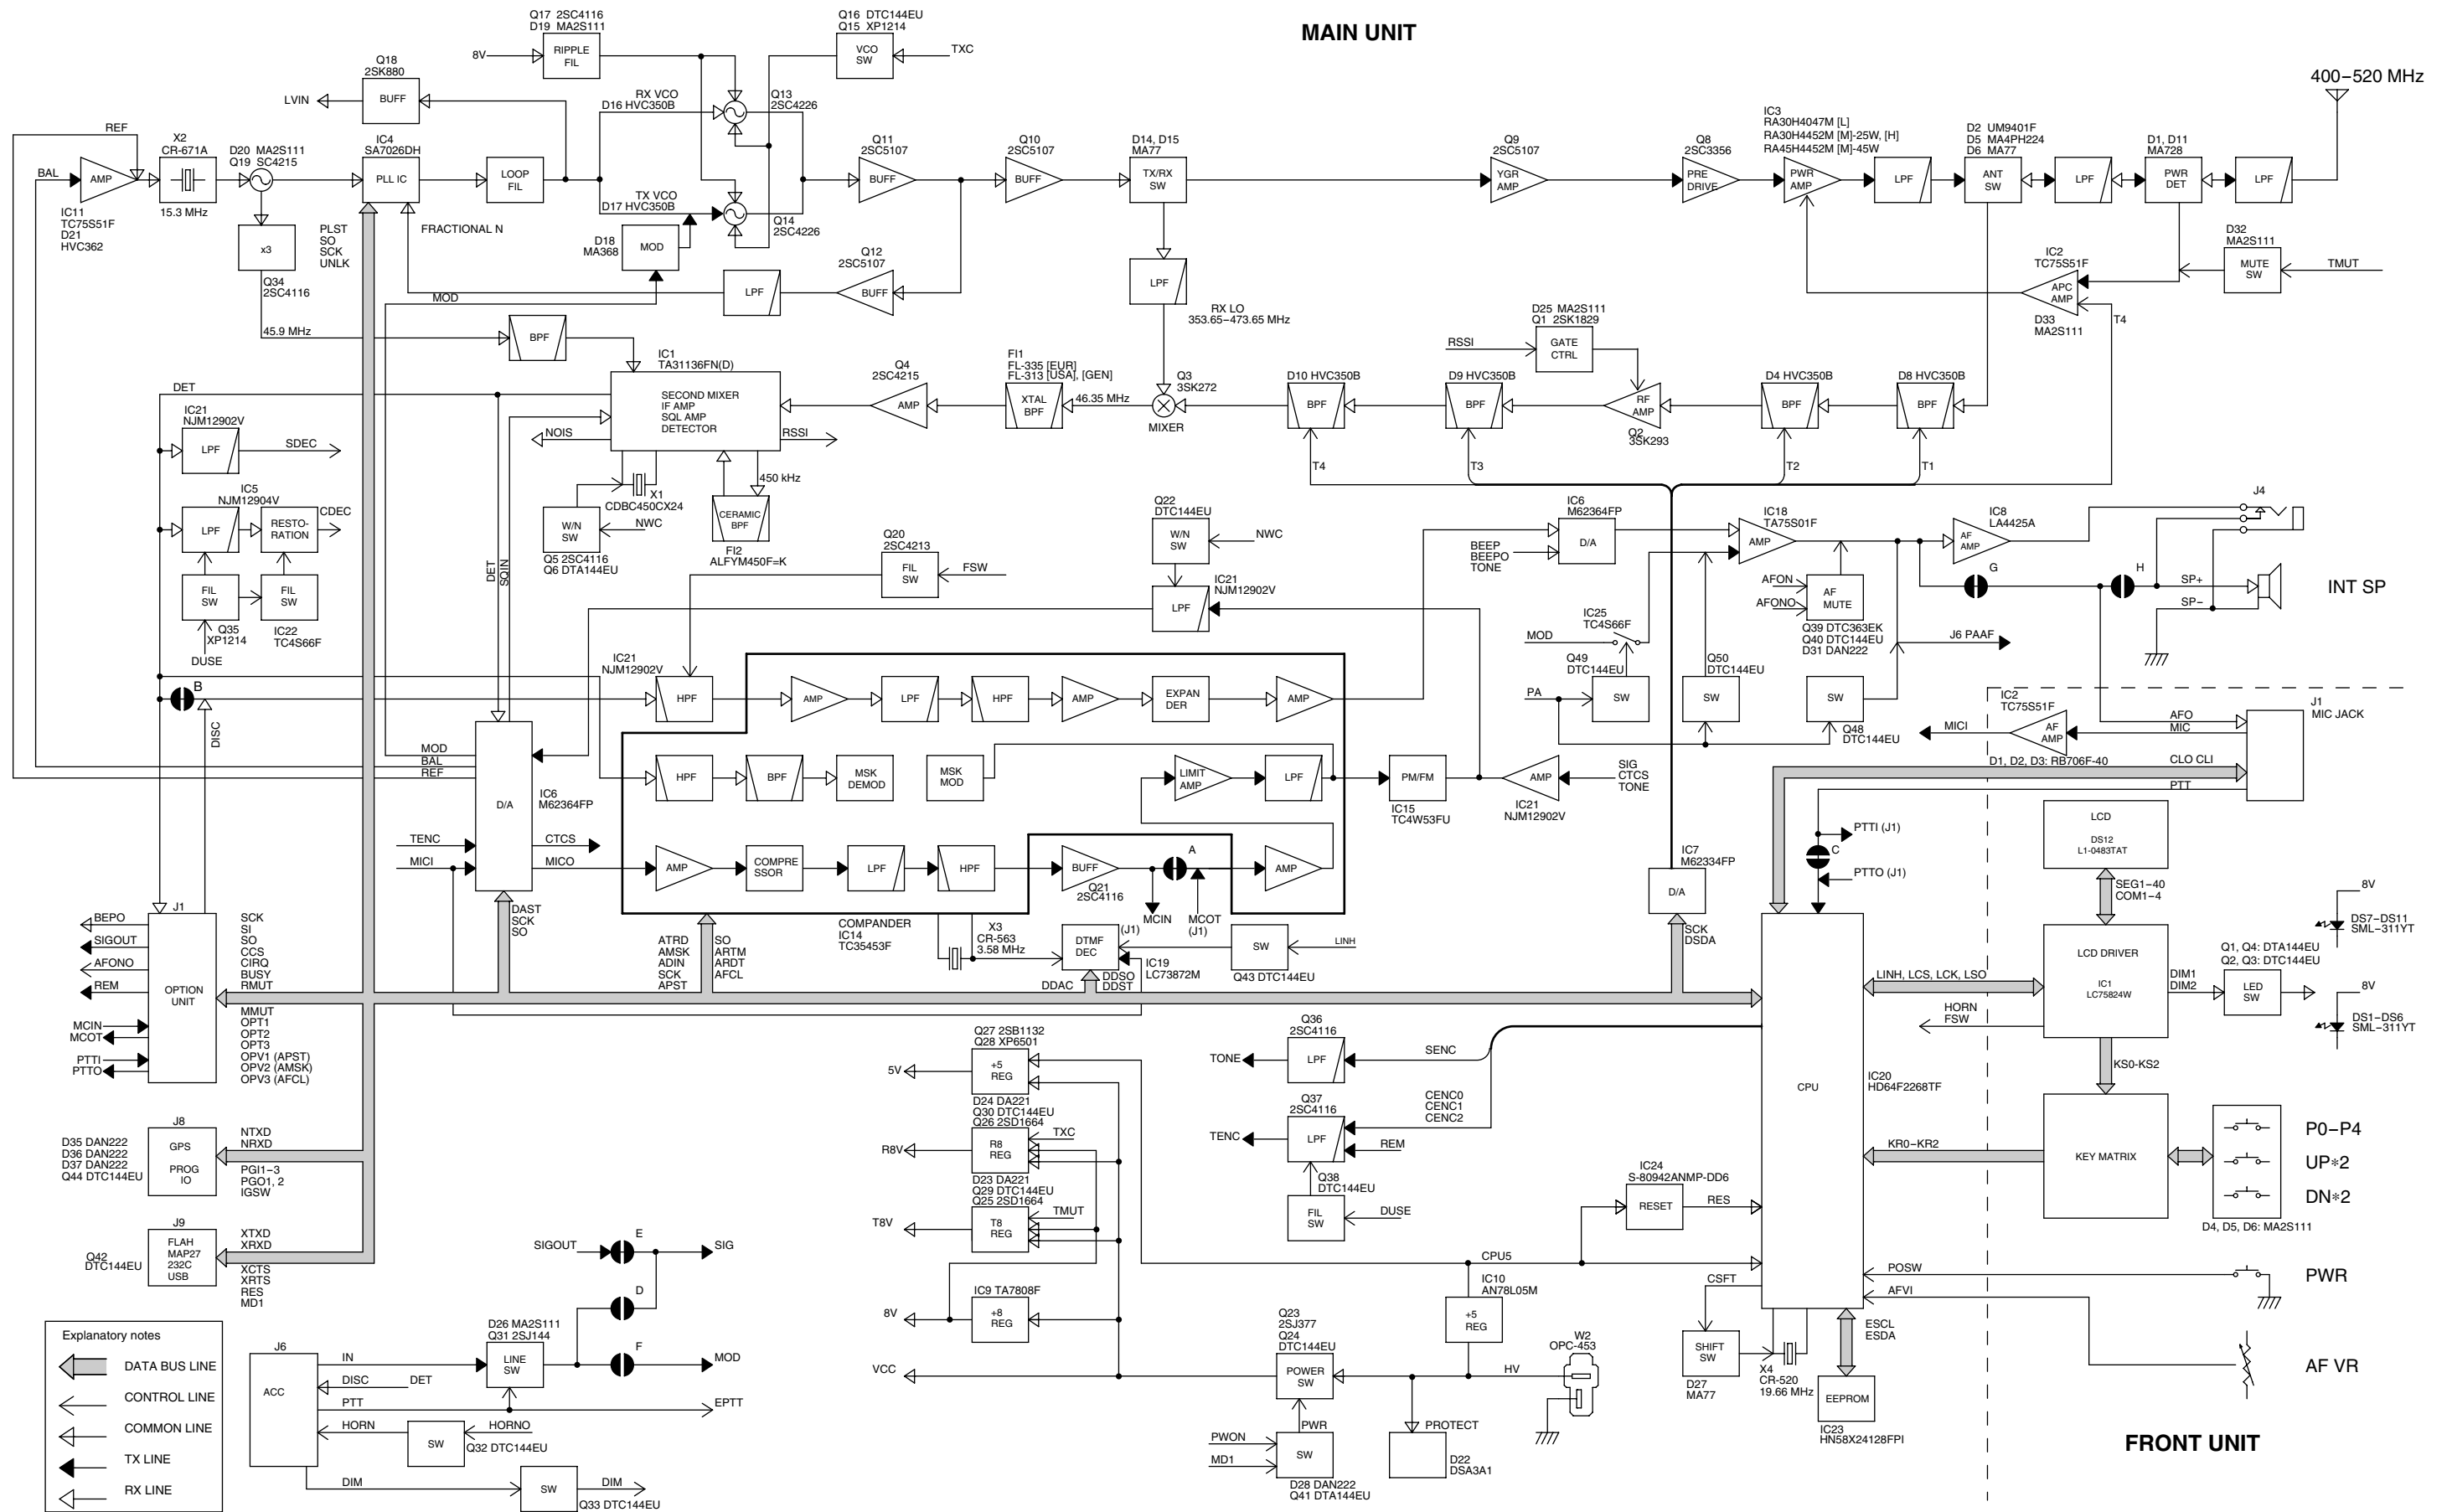 MAIN UNIT
400–520 MHz
Q17 2SC4116
D19 MA2S111
8V
RIPPLE
FIL
Q16 DTC144EU
Q15 XP1214
VCO
SW
TXC
Q18
2SK880
BUFF
LVIN
REF
BAL
AMP
IC11
TC75S51F
D21
HVC362
X2
CR-671A
15.3 MHz
D20 MA2S111
Q19 SC4215
x3
Q34
2SC4116
45.9 MHz
IC4
SA7026DH
PLL IC
PLST
SO
SCK
UNLK
FRACTIONAL N
LOOP
FIL
RX VCO
D16 HVC350B
Q13
2SC4226
TX VCO
D17 HVC350B
Q14
2SC4226
D18
MA368
MOD
MOD
LPF
Q12
2SC5107
BUFF
Q11
2SC5107
BUFF
Q10
2SC5107
BUFF
D14, D15
MA77
TX/RX
SW
LPF
RX LO
353.65–473.65 MHz
Q9
2SC5107
YGR
AMP
Q8
2SC3356
PRE
DRIVE
IC3
RA30H4047M [L]
RA30H4452M [M]-25W, [H]
RA45H4452M [M]-45W
PWR
AMP
LPF
D2 UM9401F
D5 MA4PH224
D6 MA77
ANT
SW
LPF
D1, D11
MA728
PWR
DET
LPF
D32
MA2S111
MUTE
SW
TMUT
IC2
TC75S51F
APC
AMP
D33
MA2S111
T4
BPF
IC1
TA31136FN(D)
SECOND MIXER
IF AMP
SQL AMP
DETECTOR
NOIS
RSSI
450 kHz
X1
CDBC450CX24
W/N
SW
NWC
Q5 2SC4116
Q6 DTA144EU
CERAMIC
BPF
FI2
ALFYM450F=K
Q4
2SC4215
AMP
FI1
FL-335 [EUR]
FL-313 [USA], [GEN]
XTAL
BPF
46.35 MHz
Q3
3SK272
MIXER
D10 HVC350B
BPF
T4
D9 HVC350B
BPF
T3
D25 MA2S111
Q1 2SK1829
RSSI
GATE
CTRL
RF
AMP
Q2
3SK293
D4 HVC350B
BPF
T2
D8 HVC350B
BPF
T1
DET
IC21
NJM12902V
LPF
SDEC
IC5
NJM12904V
LPF
RESTO-
RATION
CDEC
FIL
SW
FIL
SW
Q35
XP1214
IC22
TC4S66F
DUSE
B
DISC
DET
SQIN
Q20
2SC4213
FIL
SW
FSW
Q22
DTC144EU
W/N
SW
NWC
IC21
NJM12902V
LPF
IC6
M62364FP
D/A
BEEP
BEEPO
TONE
IC18
TA75S01F
AMP
IC8
LA4425A
AF
AMP
J4
G
H
SP+
SP–
INT SP
AFON
AFONO
AF
MUTE
Q39 DTC363EK
Q40 DTC144EU
D31 DAN222
J6 PAAF
IC25
TC4S66F
MOD
Q49
DTC144EU
PA
SW
Q50
DTC144EU
SW
SW
Q48
DTC144EU
IC21
NJM12902V
HPF
AMP
LPF
HPF
AMP
EXPAN
DER
AMP
HPF
BPF
MSK
DEMOD
MSK
MOD
LIMIT
AMP
LPF
PM/FM
IC15
TC4W53FU
AMP
IC21
NJM12902V
SIG
CTCS
TONE
MOD
BAL
REF
D/A
IC6
M62364FP
TENC
MICI
CTCS
MICO
DAST
SCK
SO
AMP
COMPRE
SSOR
LPF
HPF
BUFF
Q21
2SC4116
A
AMP
MCIN
MCOT
(J1)
COMPANDER
IC14
TC35453F
ATRD
AMSK
ADIN
SCK
APST
SO
ARTM
ARDT
AFCL
X3
CR-563
3.58 MHz
DTMF
DEC
(J1)
IC19
LC73872M
DDAC
DDSO
DDST
SW
LINH
Q43 DTC144EU
IC7
M62334FP
D/A
SCK
DSDA
IC2
TC75S51F
MICI
AF
AMP
AFO
MIC
J1
MIC JACK
D1, D2, D3: RB706F-40
CLO CLI
PTT
PTTI (J1)
C
PTTO (J1)
LCD
DS12
L1-0483TAT
SEG1-40
COM1-4
LCD DRIVER
IC1
LC75824W
LINH, LCS, LCK, LSO
HORN
FSW
DIM1
DIM2
Q1, Q4: DTA144EU
Q2, Q3: DTC144EU
LED
SW
8V
DS7-DS11
SML-311YT
8V
DS1-DS6
SML-311YT
KS0-KS2
KEY MATRIX
KR0-KR2
P0–P4
UP*2
DN*2
D4, D5, D6: MA2S111
CPU
IC20
HD64F2268TF
POSW
PWR
AFVI
AF VR
FRONT UNIT
J1
OPTION
UNIT
BEPO
SIGOUT
AFONO
REM
MCIN
MCOT
PTTI
PTTO
SCK
SI
SO
CCS
CIRQ
BUSY
RMUT
MMUT
OPT1
OPT2
OPT3
OPV1 (APST)
OPV2 (AMSK)
OPV3 (AFCL)
J8
GPS
PROG
IO
D35 DAN222
D36 DAN222
D37 DAN222
Q44 DTC144EU
NTXD
NRXD
PGI1–3
PGO1, 2
IGSW
J9
FLAH
MAP27
232C
USB
Q42
DTC144EU
XTXD
XRXD
XCTS
XRTS
RES
MD1
Q27 2SB1132
Q28 XP6501
+5
REG
5V
D24 DA221
Q30 DTC144EU
Q26 2SD1664
R8
REG
TXC
R8V
D23 DA221
Q29 DTC144EU
Q25 2SD1664
T8
REG
TMUT
T8V
IC9 TA7808F
+8
REG
8V
VCC
Q36
2SC4116
LPF
TONE
SENC
Q37
2SC4116
LPF
TENC
CENC0
CENC1
CENC2
REM
Q38
DTC144EU
FIL
SW
DUSE
IC24
S-80942ANMP-DD6
RESET
RES
CPU5
IC10
AN78L05M
+5
REG
CSFT
SHIFT
SW
D27
MA77
X4
CR-520
19.66 MHz
ESCL
ESDA
EEPROM
IC23
HN58X24128FPI
Q23
2SJ377
Q24
DTC144EU
POWER
SW
HV
W2
OPC-453
PROTECT
D22
DSA3A1
PWR
PWON
MD1
SW
D28 DAN222
Q41 DTA144EU
SIGOUT
E
SIG
D
F
MOD
D26 MA2S111
Q31 2SJ144
LINE
SW
J6
ACC
IN
DISC
DET
PTT
EPTT
HORN
SW
HORNO
Q32 DTC144EU
DIM
SW
DIM
Q33 DTC144EU
Explanatory notes
DATA BUS LINE
CONTROL LINE
COMMON LINE
TX LINE
RX LINE